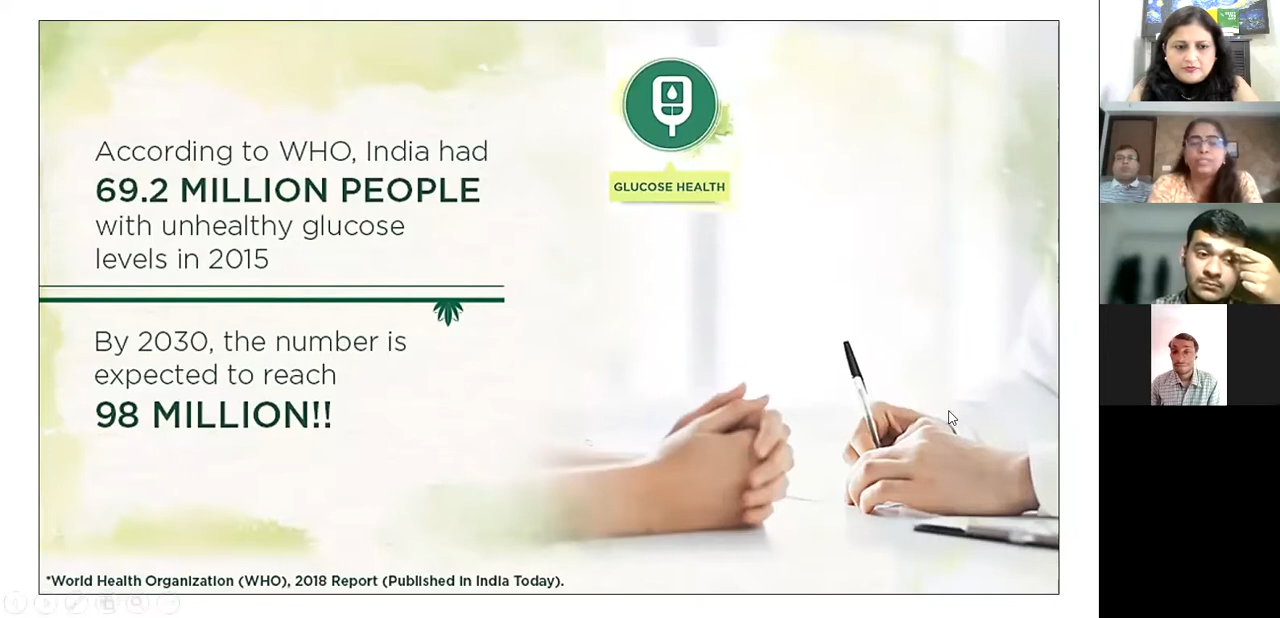 According to WHO, India had
69.2 MILLION PEOPLE
with unhealthy glucose
levels in 2015
By 2030, the number is
expected to reach
98 MILLION!!
GLUCOSE HEALTH
*World Health Organization (WHO), 2018 Report (Published in India Today).